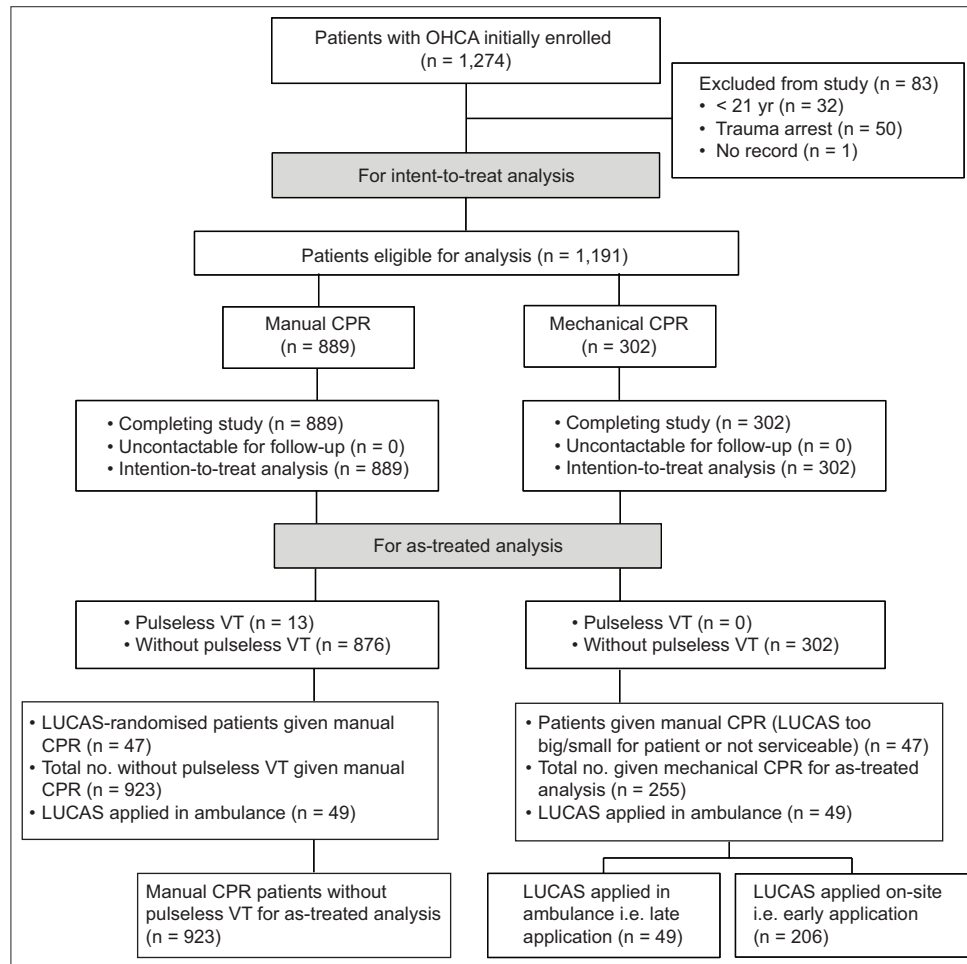 Patients with OHCA initially enrolled
(n = 1,274)
Excluded from study (n = 83)
• < 21 yr (n = 32)
• Trauma arrest (n = 50)
• No record (n = 1)
For intent-to-treat analysis
Patients eligible for analysis (n = 1,191)
Manual CPR
(n = 889)
Mechanical CPR
(n = 302)
• Completing study (n = 889)
• Uncontactable for follow-up (n = 0)
• Intention-to-treat analysis (n = 889)
• Completing study (n = 302)
• Uncontactable for follow-up (n = 0)
• Intention-to-treat analysis (n = 302)
For as-treated analysis
• Pulseless VT (n = 13)
• Without pulseless VT (n = 876)
• Pulseless VT (n = 0)
• Without pulseless VT (n = 302)
• LUCAS-randomised patients given manual
CPR (n = 47)
• Total no. without pulseless VT given manual
CPR (n = 923)
• LUCAS applied in ambulance (n = 49)
• Patients given manual CPR (LUCAS too
big/small for patient or not serviceable) (n = 47)
• Total no. given mechanical CPR for as-treated
analysis (n = 255)
• LUCAS applied in ambulance (n = 49)
Manual CPR patients without
pulseless VT for as-treated analysis
(n = 923)
LUCAS applied in
ambulance i.e. late
application (n = 49)
LUCAS applied on-site
i.e. early application
(n = 206)